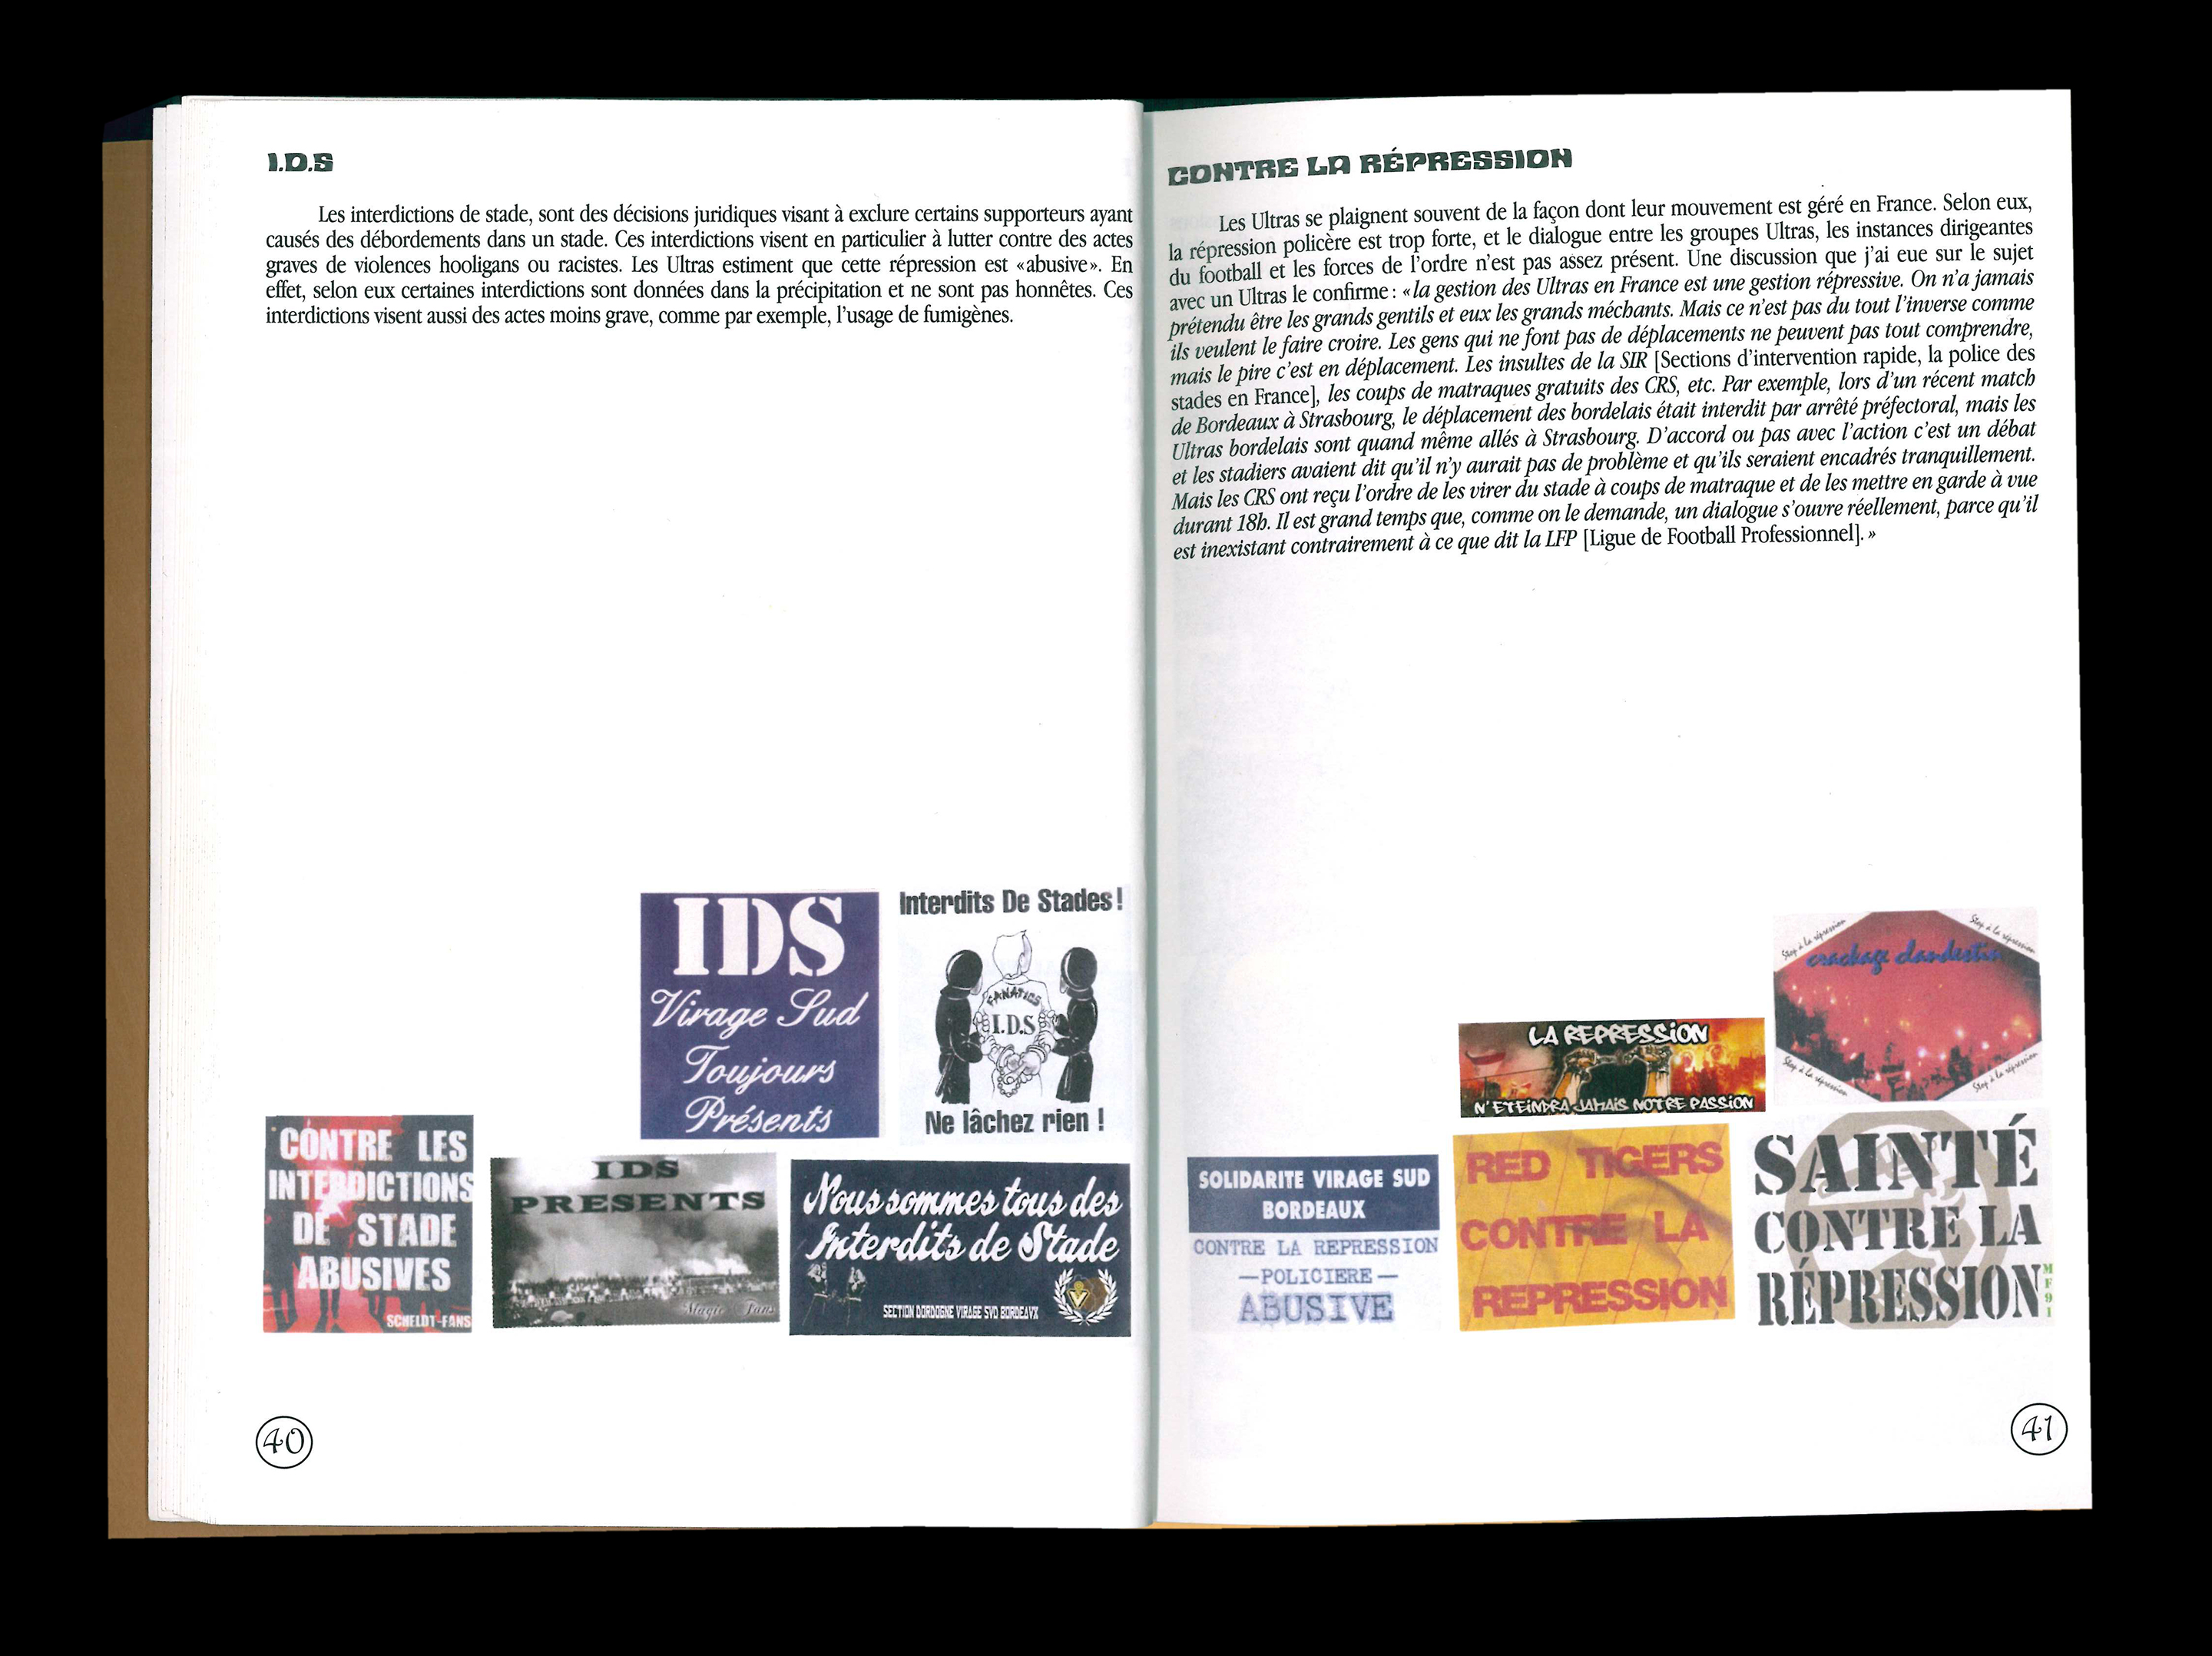 I.D.S
Les interdictions de stade, sont des décisions juridiques visant à exclure certains supporteurs ayant
causés des débordements dans un stade. Ces interdictions visent en particulier à lutter contre des actes
graves de violences hooligans ou racistes. Les Ultras estiment que cette répression est «abusive». En
effet, selon eux certaines interdictions sont données dans la précipitation et ne sont pas honnêtes. Ces
interdictions visent aussi des actes moins grave, comme par exemple, l'usage de fumigènes.
IDS
Virage Sud
Toujours
Présents
Interdits De Stades !
FANATICS
I.D.S
Ne lâchez rien !
CONTRE LES
INTERDICTIONS
DE STADE
ABUSIVES
SCHELDT-FANS
IDS
PRESENTS
Magic Fans
Nous sommes tous des
Interdits de Stade
SECTION DORDOGNE VIRAGE SUD BORDEAUX
40
CONTRE LA RÉPRESSION
Les Ultras se plaignent souvent de la façon dont leur mouvement est géré en France. Selon eux,
la répression policère est trop forte, et le dialogue entre les groupes Ultras, les instances dirigeantes
du football et les forces de l'ordre n'est pas assez présent. Une discussion que j'ai eue sur le sujet
avec un Ultras le confirme : «la gestion des Ultras en France est une gestion répressive. On n'a jamais
prétendu être les grands gentils et eux les grands méchants. Mais ce n'est pas du tout l'inverse comme
ils veulent le faire croire. Les gens qui ne font pas de déplacements ne peuvent pas tout comprendre,
mais le pire c'est en déplacement. Les insultes de la SIR [Sections d'intervention rapide, la police des
stades en France], les coups de matraques gratuits des CRS, etc. Par exemple, lors d'un récent match
de Bordeaux à Strasbourg, le déplacement des bordelais était interdit par arrêté préfectoral, mais les
Ultras bordelais sont quand même allés à Strasbourg. D'accord ou pas avec l'action c'est un débat
et les stadiers avaient dit qu'il n'y aurait pas de problème et qu'ils seraient encadrés tranquillement.
Mais les CRS ont reçu l'ordre de les virer du stade à coups de matraque et de les mettre en garde à vue
durant 18h. Il est grand temps que, comme on le demande, un dialogue s'ouvre réellement, parce qu'il
est inexistant contrairement à ce que dit la LFP [Ligue de Football Professionnel]. »
Stop à la répression
Stop à la répression
crackage clandestin
Stop à la répression
Stop à la répression
LA REPRESSION
N'ETEINDRA JAMAIS NOTRE PASSION
SOLIDARITE VIRAGE SUD
BORDEAUX
CONTRE LA REPRESSION
—POLICIERE—
ABUSIVE
RED TIGERS
CONTRE LA
REPRESSION
SAINTÉ
CONTRE LA
RÉPRESSION
MF91
41